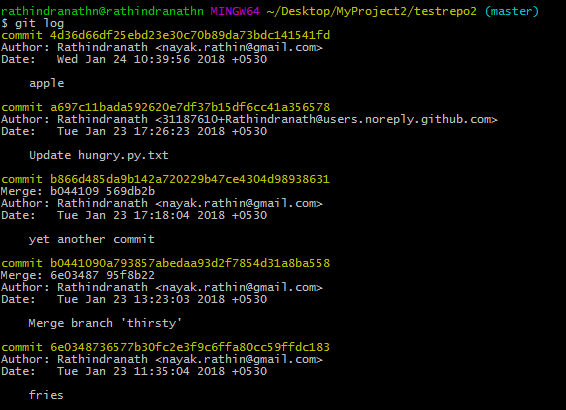 rathindranathn@rathindranathn MINGW64 ~/Desktop/MyProject2/testrepo2 (master)
$ git log
commit 4d36d66df25ebd23e30c70b89da73bdc141541fd
Author: Rathindranath <nayak.rathin@gmail.com>
Date:   Wed Jan 24 10:39:56 2018 +0530
    apple
commit a697c11bada592620e7df37b15df6cc41a356578
Author: Rathindranath <31187610+Rathindranath@users.noreply.github.com>
Date:   Tue Jan 23 17:26:23 2018 +0530
    Update hungry.py.txt
commit b866d485da9b142a720229b47ce4304d98938631
Merge: b044109 569db2b
Author: Rathindranath <nayak.rathin@gmail.com>
Date:   Tue Jan 23 17:18:04 2018 +0530
    yet another commit
commit b0441090a793857abedaa93d2f7854d31a8ba558
Merge: 6e03487 95f8b22
Author: Rathindranath <nayak.rathin@gmail.com>
Date:   Tue Jan 23 13:23:03 2018 +0530
    Merge branch 'thirsty'
commit 6e0348736577b30fc2e3f9c6ffa80cc59ffdc183
Author: Rathindranath <nayak.rathin@gmail.com>
Date:   Tue Jan 23 11:35:04 2018 +0530
    fries